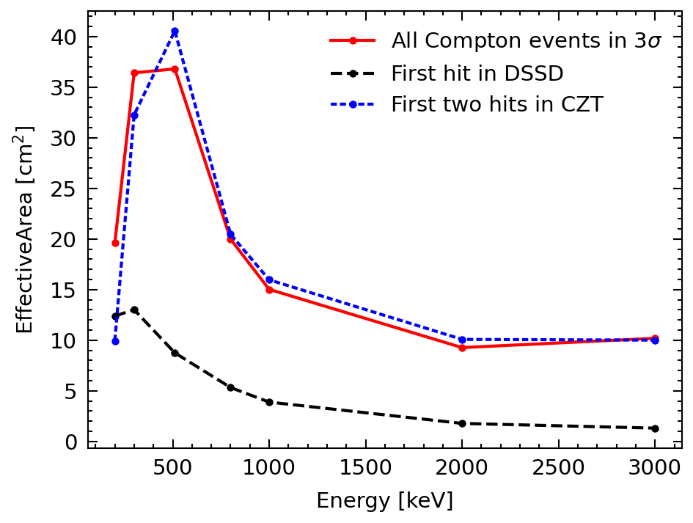 All Compton events in 3σ
First hit in DSSD
First two hits in CZT
EffectiveArea [cm²]
40
35
30
25
20
15
10
5
0
500 1000 1500 2000 2500 3000
Energy [keV]